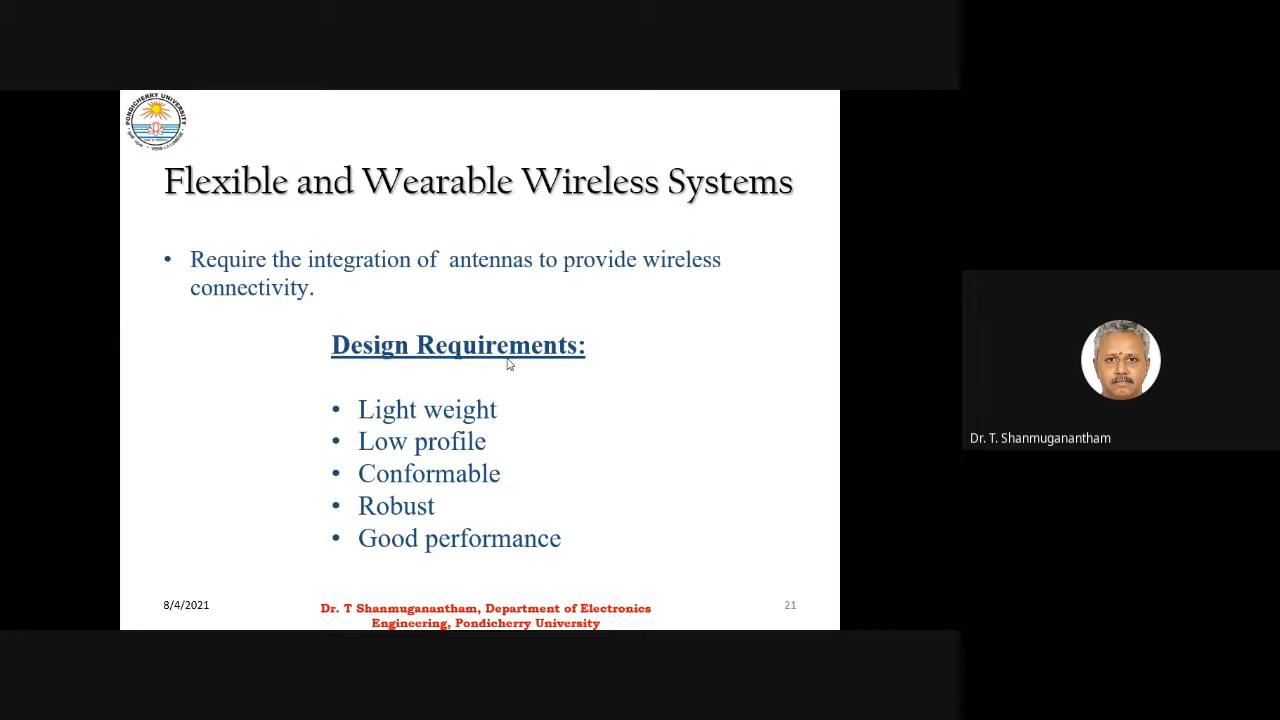 PONDICHERRY UNIVERSITY
Flexible and Wearable Wireless Systems
• Require the integration of antennas to provide wireless
connectivity.
Design Requirements:
• Light weight
• Low profile
• Conformable
• Robust
• Good performance
8/4/2021
Dr. T Shanmuganantham, Department of Electronics
Engineering, Pondicherry University
21
Dr. T. Shanmuganantham